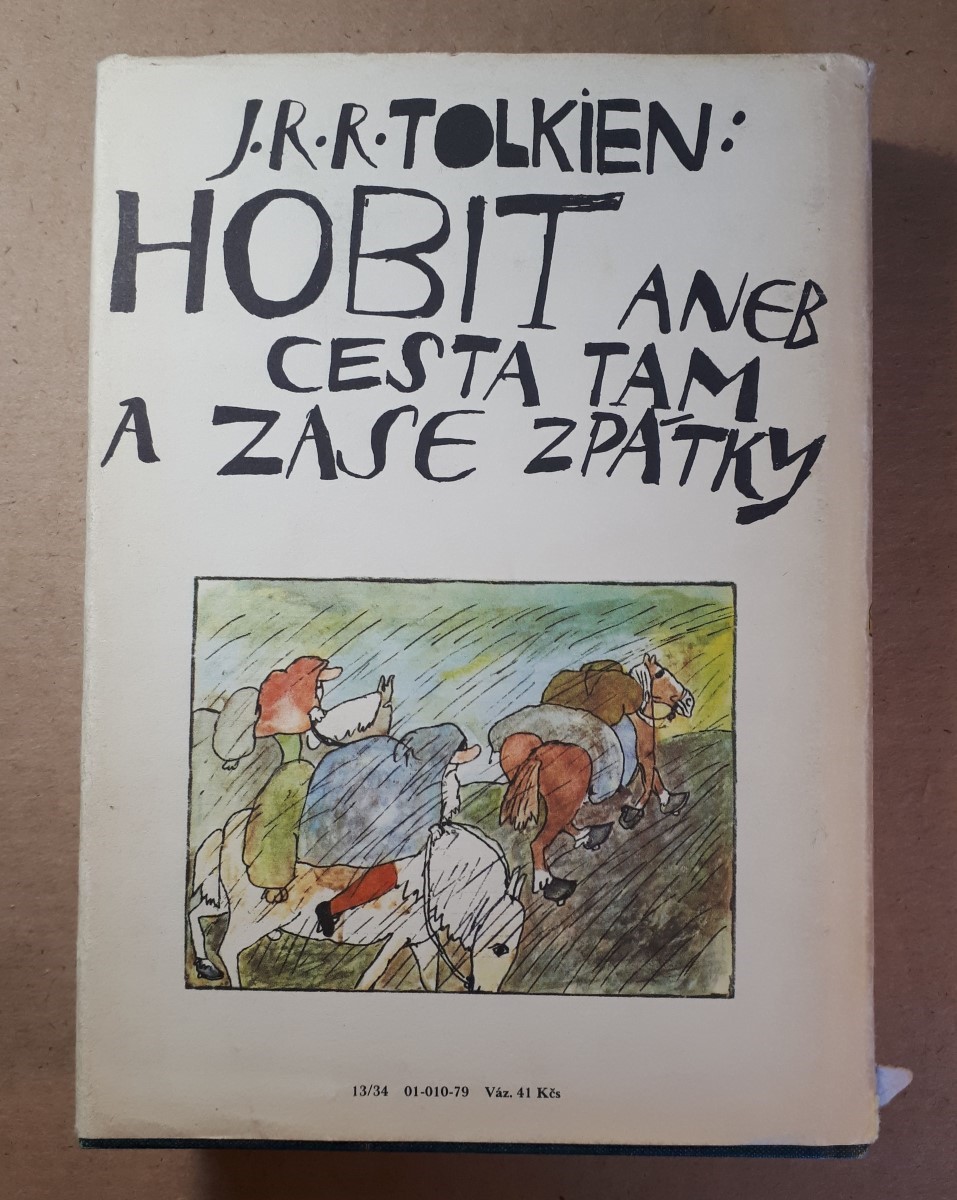 J.R.R.TOLKiEN:
HOBIT ANEB
CESTA TAM
A ZASE ZPÁTKY
13/34 01-010-79 Váz. 41 Kčs